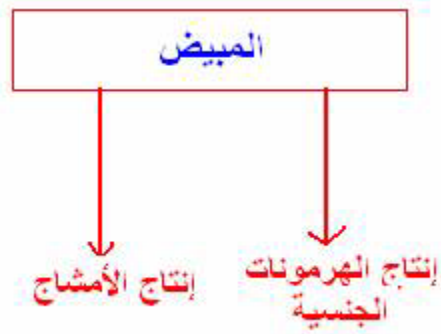 المبيض
إنتاج الهرمونات
الجنسية
إنتاج الأمشاج